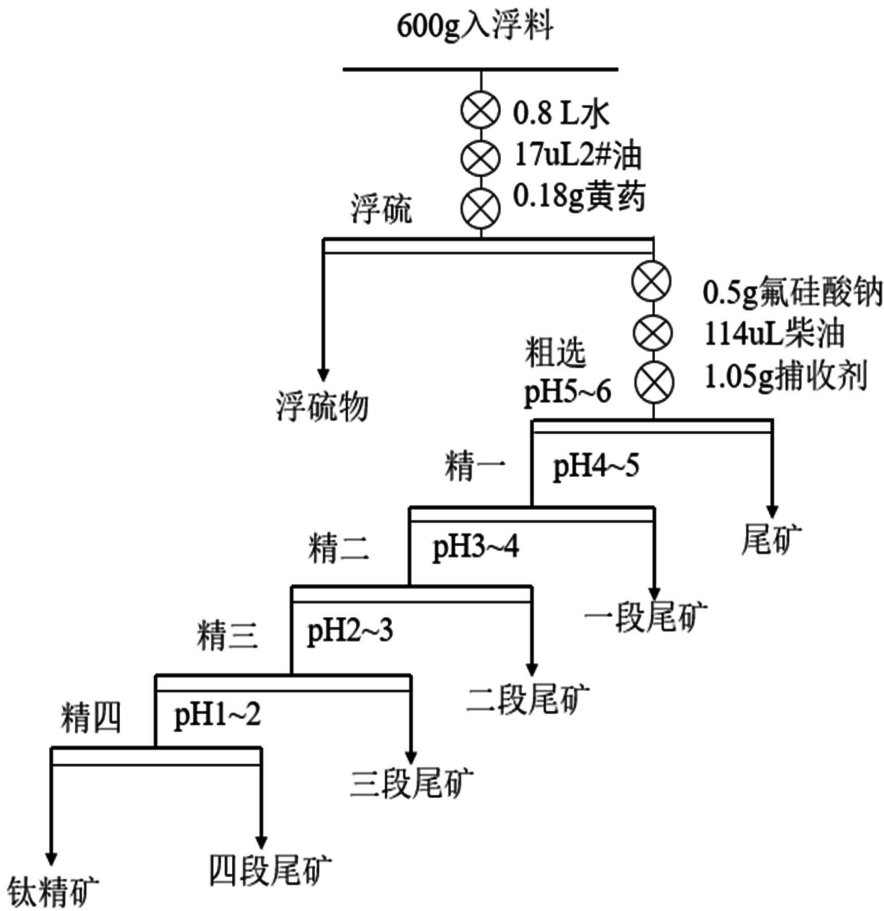 600g入浮料
0.8 L水
17uL2#油
0.18g黄药
浮硫
0.5g氟硅酸钠
114uL柴油
1.05g捕收剂
粗选
pH5~6
浮硫物
精一
pH4~5
尾矿
精二
pH3~4
一段尾矿
精三
pH2~3
二段尾矿
精四
pH1~2
三段尾矿
四段尾矿
钛精矿